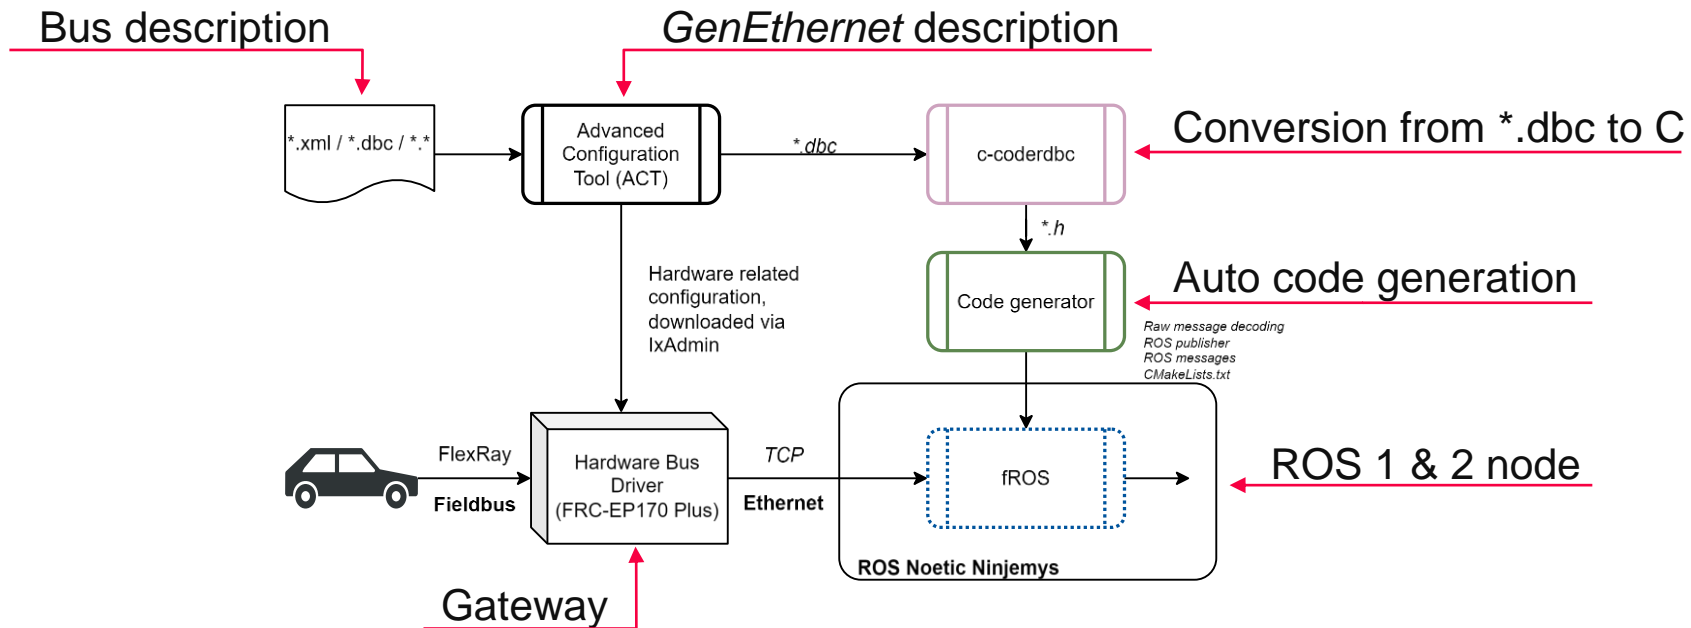 Bus description
GenEthernet description
*.xml / *.dbc / *.*
Advanced
Configuration
Tool (ACT)
*.dbc
c-coderdbc
Conversion from *.dbc to C
*.h
Hardware related
configuration,
downloaded via
IxAdmin
Code generator
Auto code generation
Raw message decoding
ROS publisher
ROS messages
CMakeLists.txt
FlexRay
Fieldbus
Hardware Bus
Driver
(FRC-EP170 Plus)
TCP
Ethernet
fROS
ROS 1 & 2 node
ROS Noetic Ninjemys
Gateway